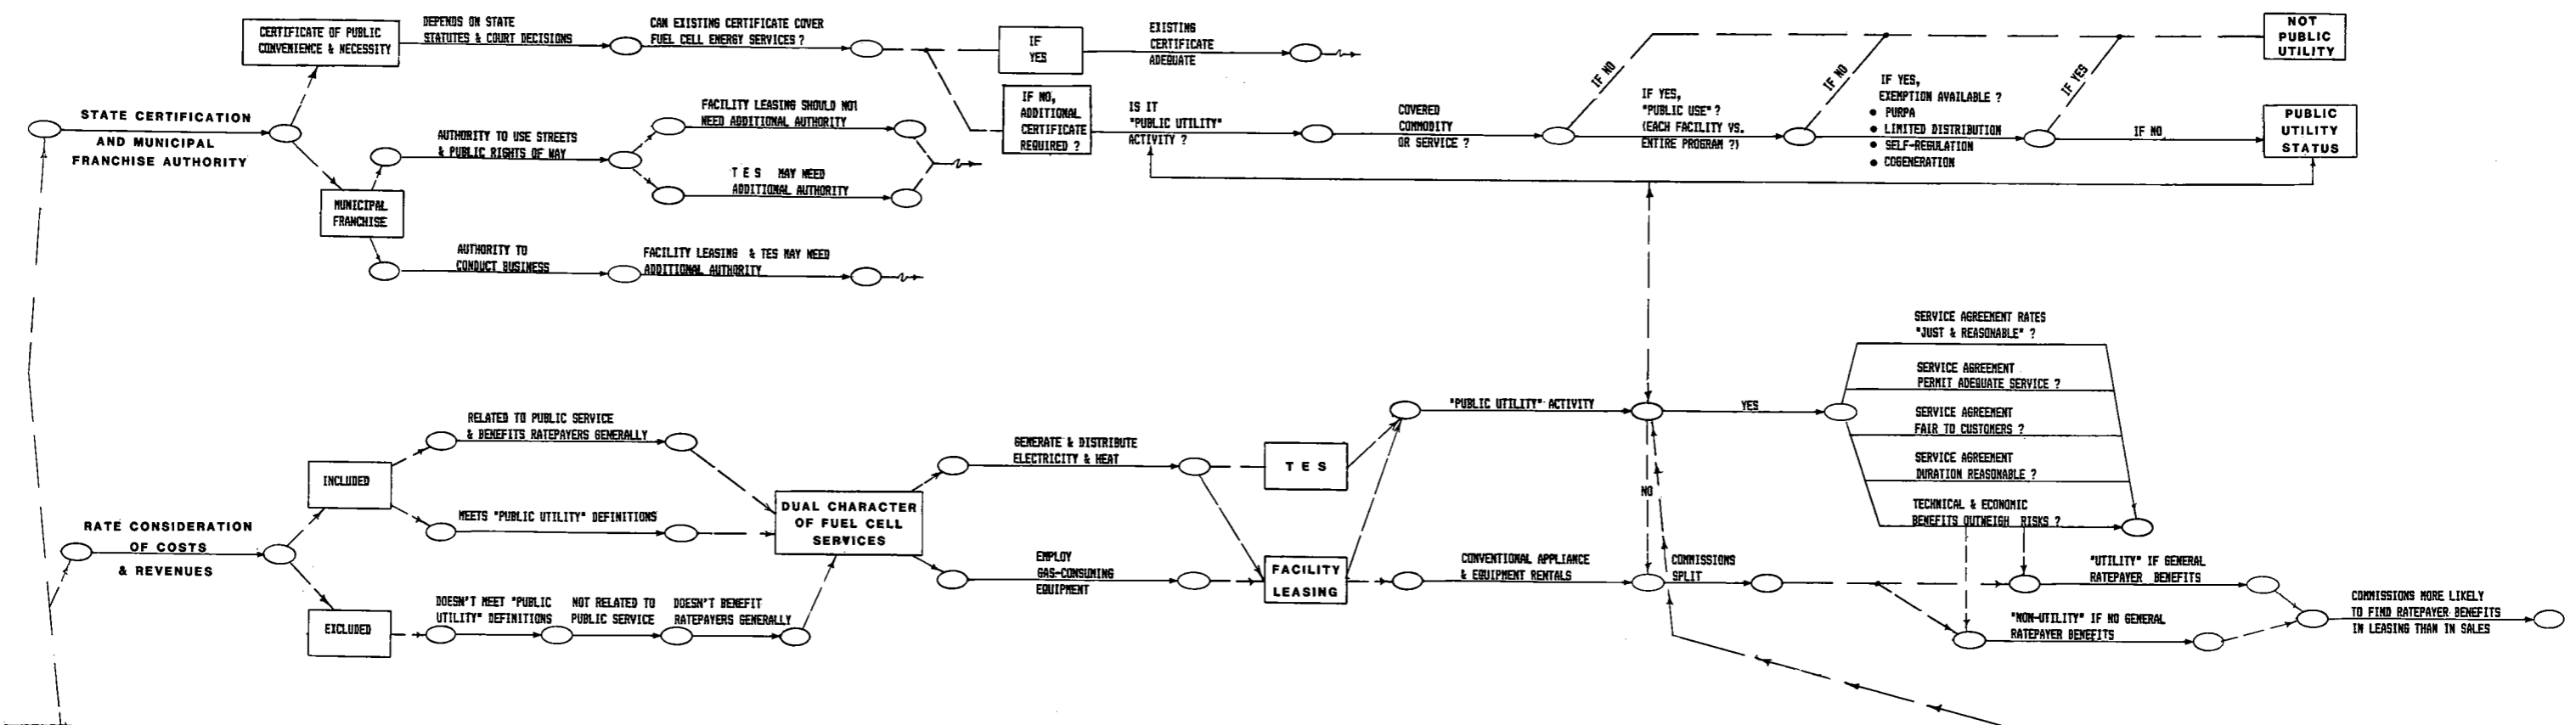 CERTIFICATE OF PUBLIC
CONVENIENCE & NECESSITY
DEPENDS ON STATE
STATUTES & COURT DECISIONS
CAN EXISTING CERTIFICATE COVER
FUEL CELL ENERGY SERVICES ?
IF
YES
EXISTING
CERTIFICATE
ADEQUATE
NOT
PUBLIC
UTILITY
STATE CERTIFICATION
AND MUNICIPAL
FRANCHISE AUTHORITY
AUTHORITY TO USE STREETS
& PUBLIC RIGHTS OF WAY
FACILITY LEASING SHOULD NOT
NEED ADDITIONAL AUTHORITY
T E S MAY NEED
ADDITIONAL AUTHORITY
IF NO,
ADDITIONAL
CERTIFICATE
REQUIRED ?
IS IT
"PUBLIC UTILITY"
ACTIVITY ?
COVERED
COMMODITY
OR SERVICE ?
IF NO
IF YES,
"PUBLIC USE" ?
(EACH FACILITY VS.
ENTIRE PROGRAM ?)
IF NO
IF YES,
EXEMPTION AVAILABLE ?
● PURPA
● LIMITED DISTRIBUTION
● SELF-REGULATION
● COGENERATION
IF YES
IF NO
PUBLIC
UTILITY
STATUS
MUNICIPAL
FRANCHISE
AUTHORITY TO
CONDUCT BUSINESS
FACILITY LEASING & TES MAY NEED
ADDITIONAL AUTHORITY
RATE CONSIDERATION
OF COSTS
& REVENUES
INCLUDED
RELATED TO PUBLIC SERVICE
& BENEFITS RATEPAYERS GENERALLY
MEETS "PUBLIC UTILITY" DEFINITIONS
EXCLUDED
DOESN'T MEET "PUBLIC
UTILITY" DEFINITIONS
NOT RELATED TO
PUBLIC SERVICE
DOESN'T BENEFIT
RATEPAYERS GENERALLY
DUAL CHARACTER
OF FUEL CELL
SERVICES
GENERATE & DISTRIBUTE
ELECTRICITY & HEAT
T E S
EMPLOY
GAS-CONSUMING
EQUIPMENT
FACILITY
LEASING
"PUBLIC UTILITY" ACTIVITY
YES
NO
CONVENTIONAL APPLIANCE
& EQUIPMENT RENTALS
COMMISSIONS
SPLIT
SERVICE AGREEMENT RATES
"JUST & REASONABLE" ?
SERVICE AGREEMENT
PERMIT ADEQUATE SERVICE ?
SERVICE AGREEMENT
FAIR TO CUSTOMERS ?
SERVICE AGREEMENT
DURATION REASONABLE ?
TECHNICAL & ECONOMIC
BENEFITS OUTWEIGH RISKS ?
"UTILITY" IF GENERAL
RATEPAYER BENEFITS
"NON-UTILITY" IF NO GENERAL
RATEPAYER BENEFITS
COMMISSIONS MORE LIKELY
TO FIND RATEPAYER BENEFITS
IN LEASING THAN IN SALES